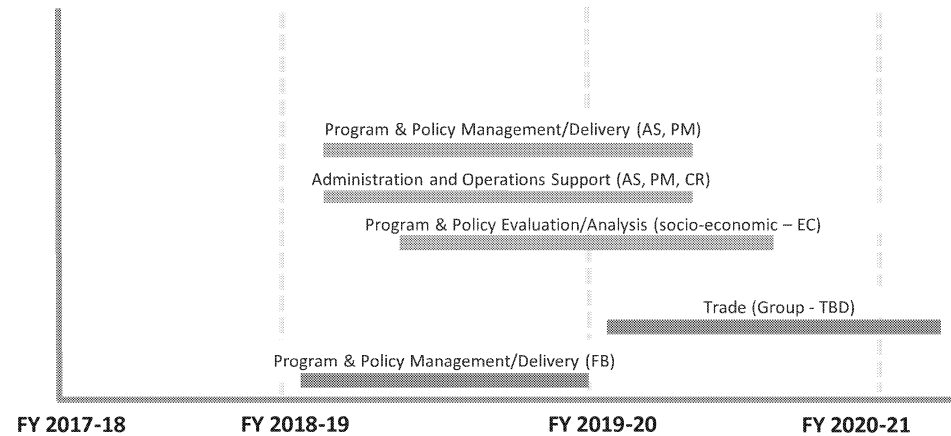 Program & Policy Management/Delivery (AS, PM)
Administration and Operations Support (AS, PM, CR)
Program & Policy Evaluation/Analysis (socio-economic – EC)
Trade (Group - TBD)
Program & Policy Management/Delivery (FB)
FY 2017-18 FY 2018-19 FY 2019-20 FY 2020-21